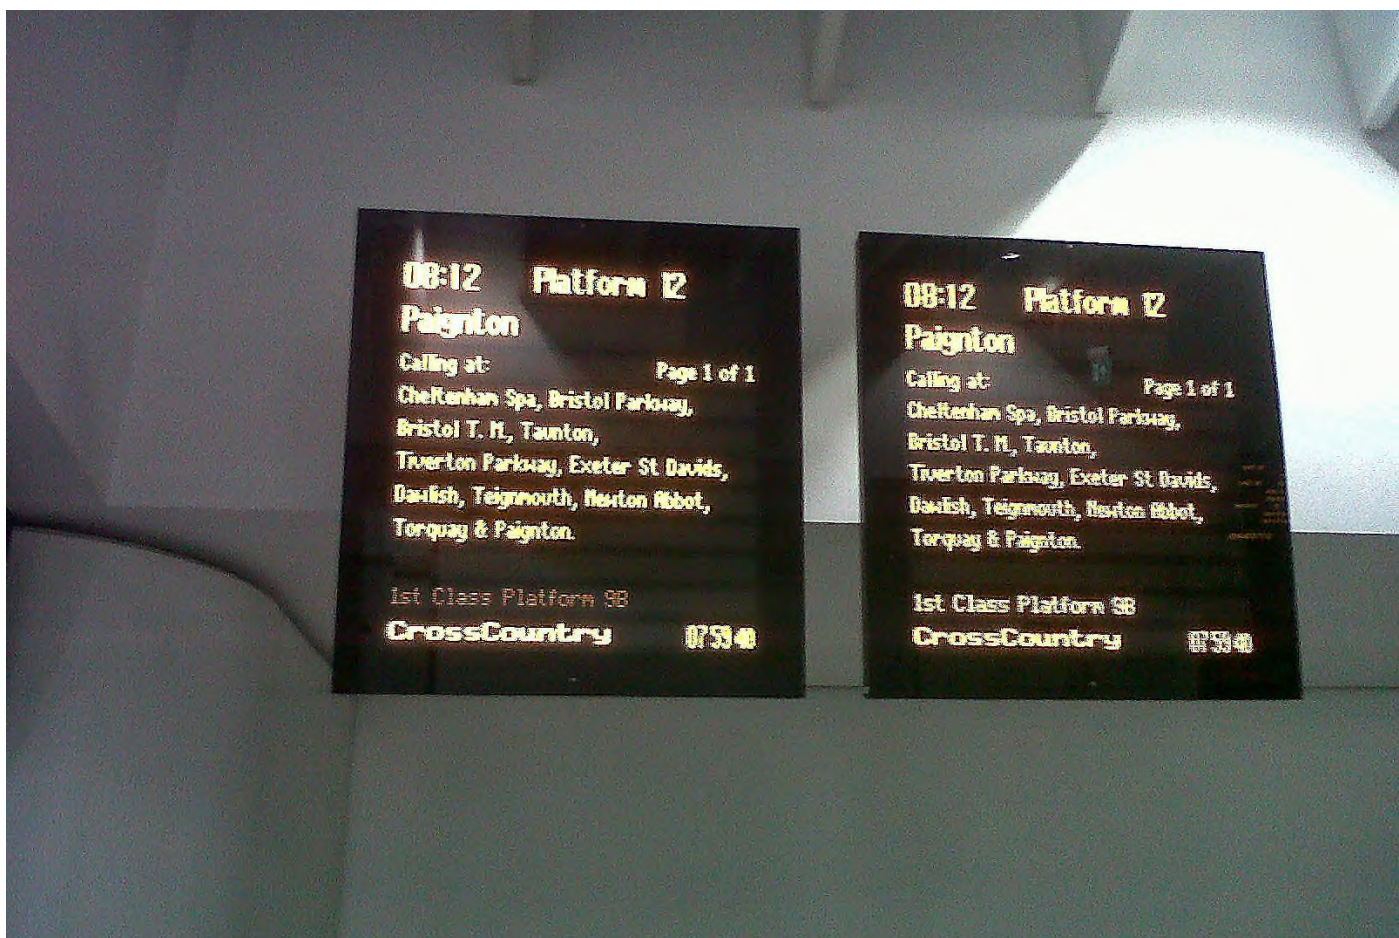 08:12 Platform 12
Paignton
Calling at: Page 1 of 1
Cheltenham Spa, Bristol Parkway,
Bristol T. M., Taunton,
Tiverton Parkway, Exeter St Davids,
Dawlish, Teignmouth, Newton Abbot,
Torquay & Paignton.
1st Class Platform 9B
CrossCountry 07:59:40
08:12 Platform 12
Paignton
Calling at: Page 1 of 1
Cheltenham Spa, Bristol Parkway,
Bristol T. M., Taunton,
Tiverton Parkway, Exeter St Davids,
Dawlish, Teignmouth, Newton Abbot,
Torquay & Paignton.
1st Class Platform 9B
CrossCountry 07:59:40